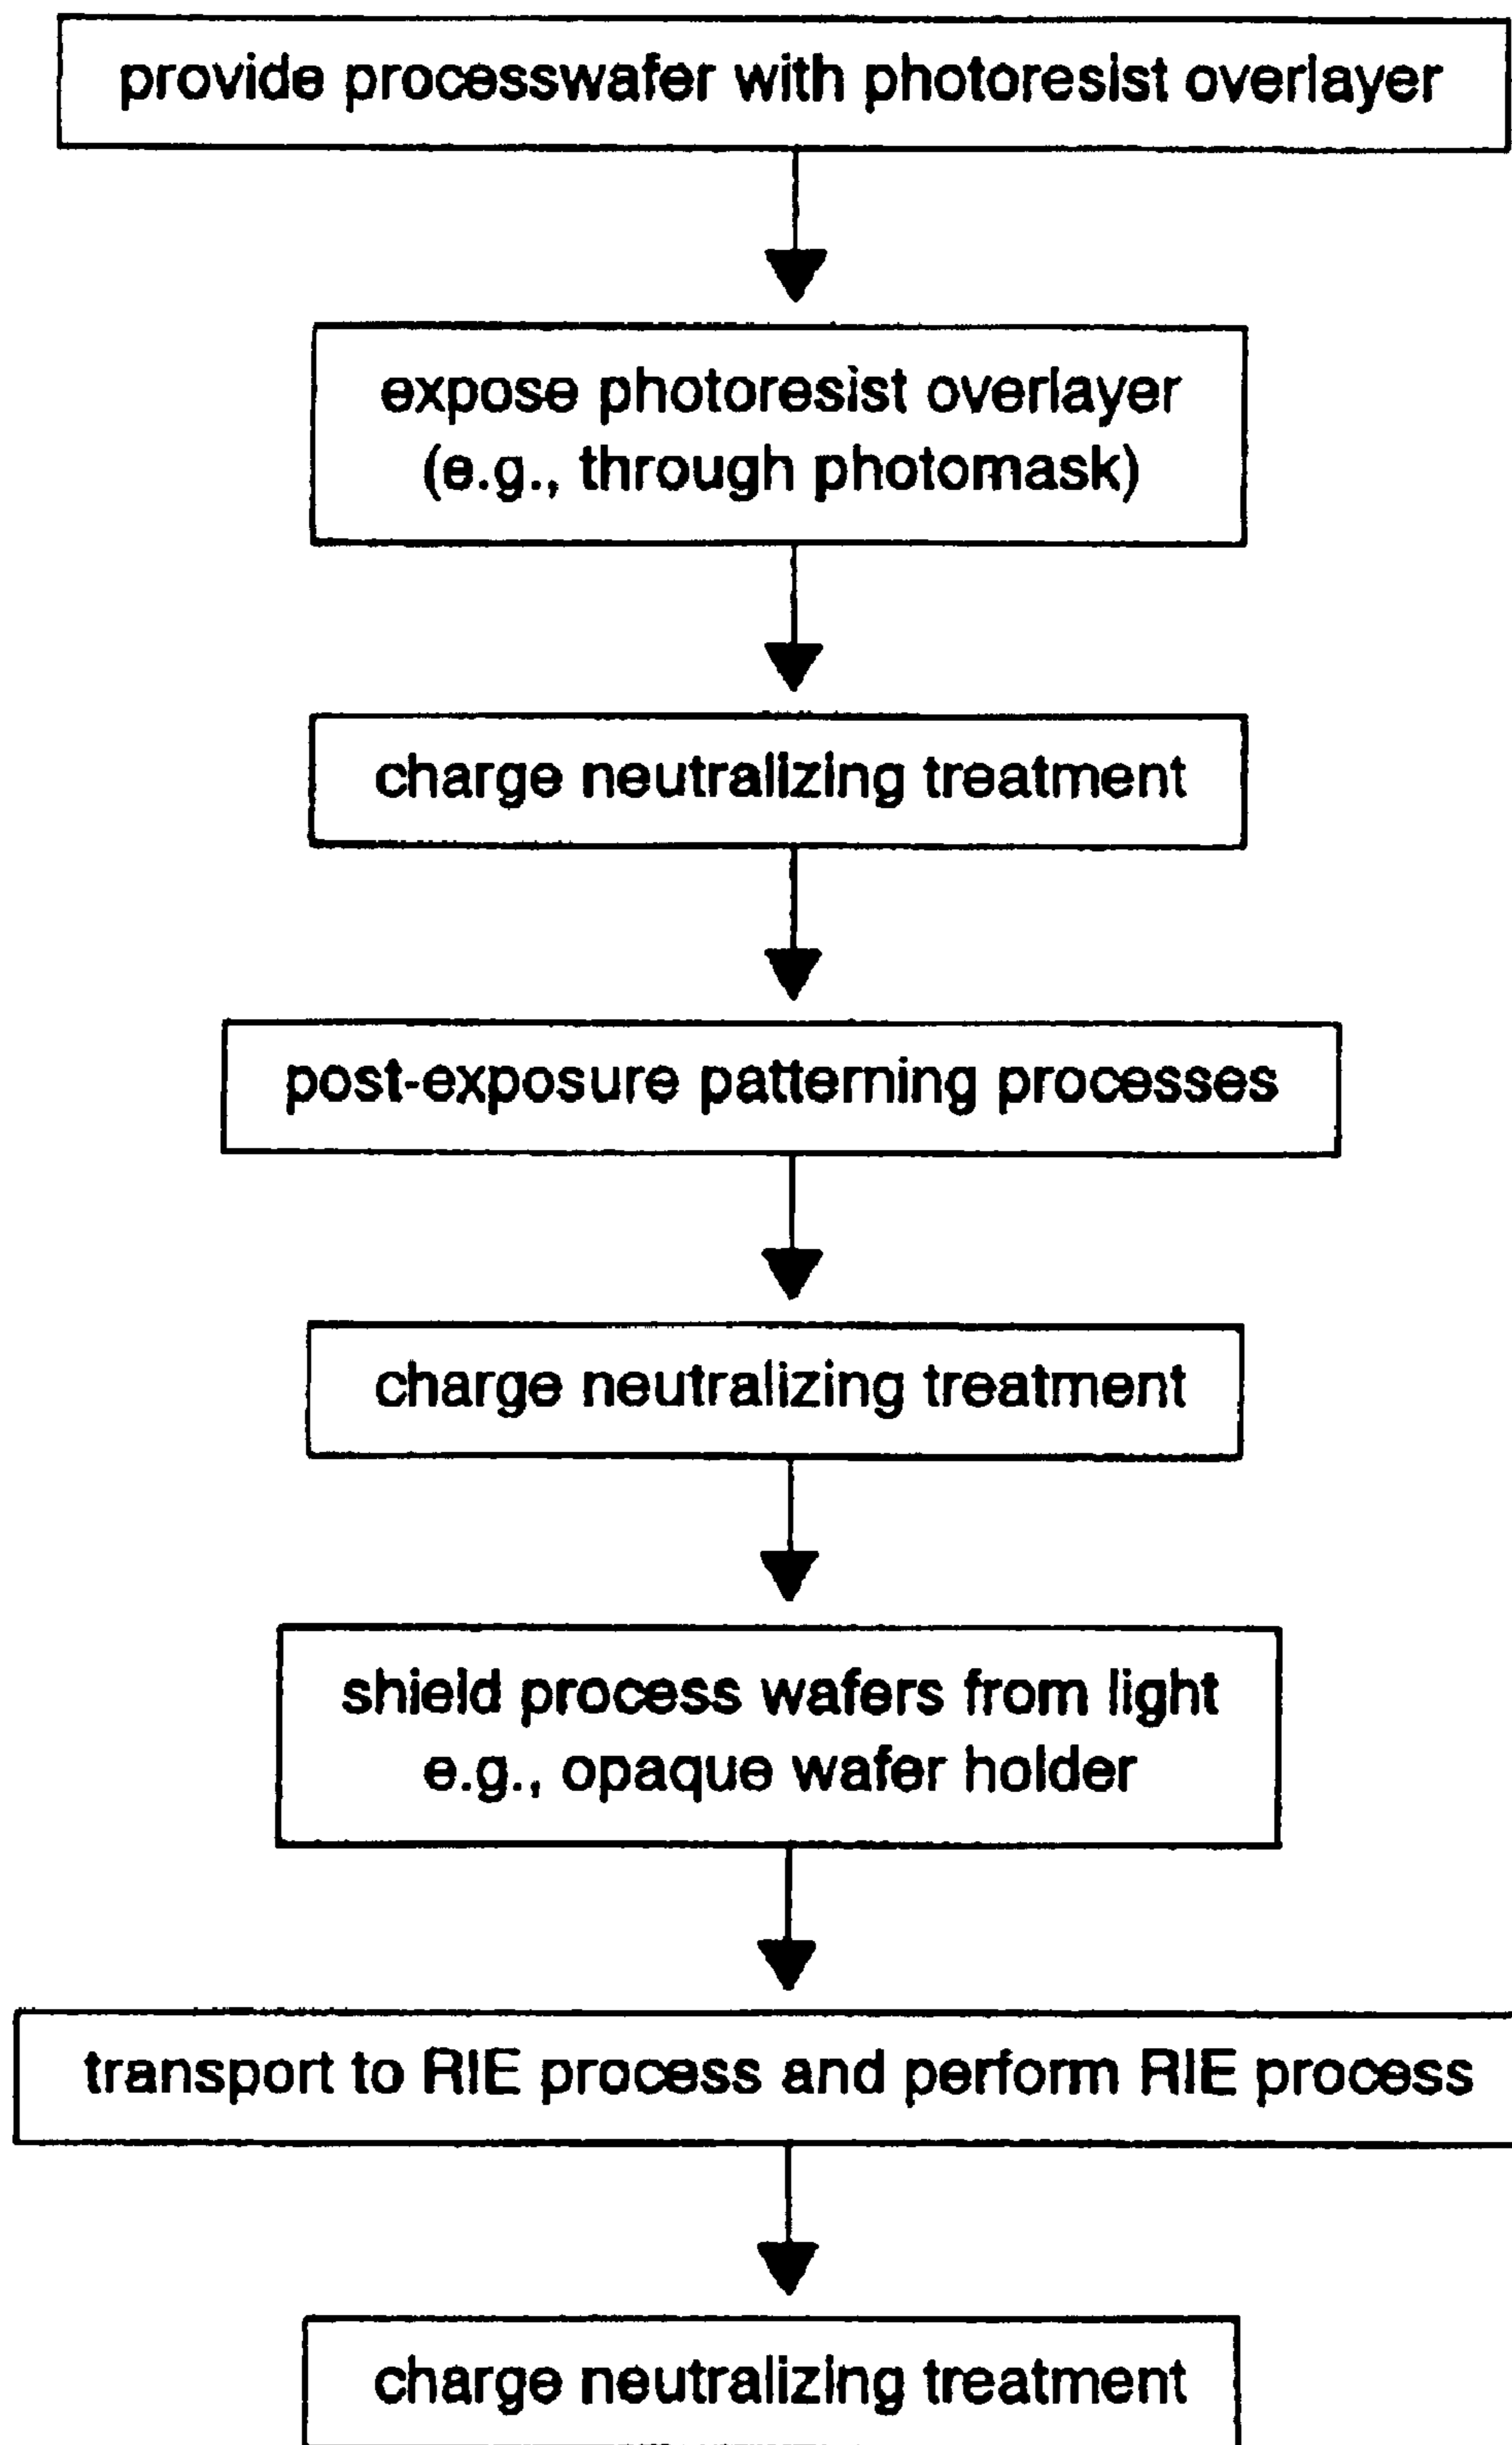 provide processwafer with photoresist overlayer
expose photoresist overlayer
(e.g., through photomask)
charge neutralizing treatment
post-exposure patterning processes
charge neutralizing treatment
shield process wafers from light
e.g., opaque wafer holder
transport to RIE process and perform RIE process
charge neutralizing treatment